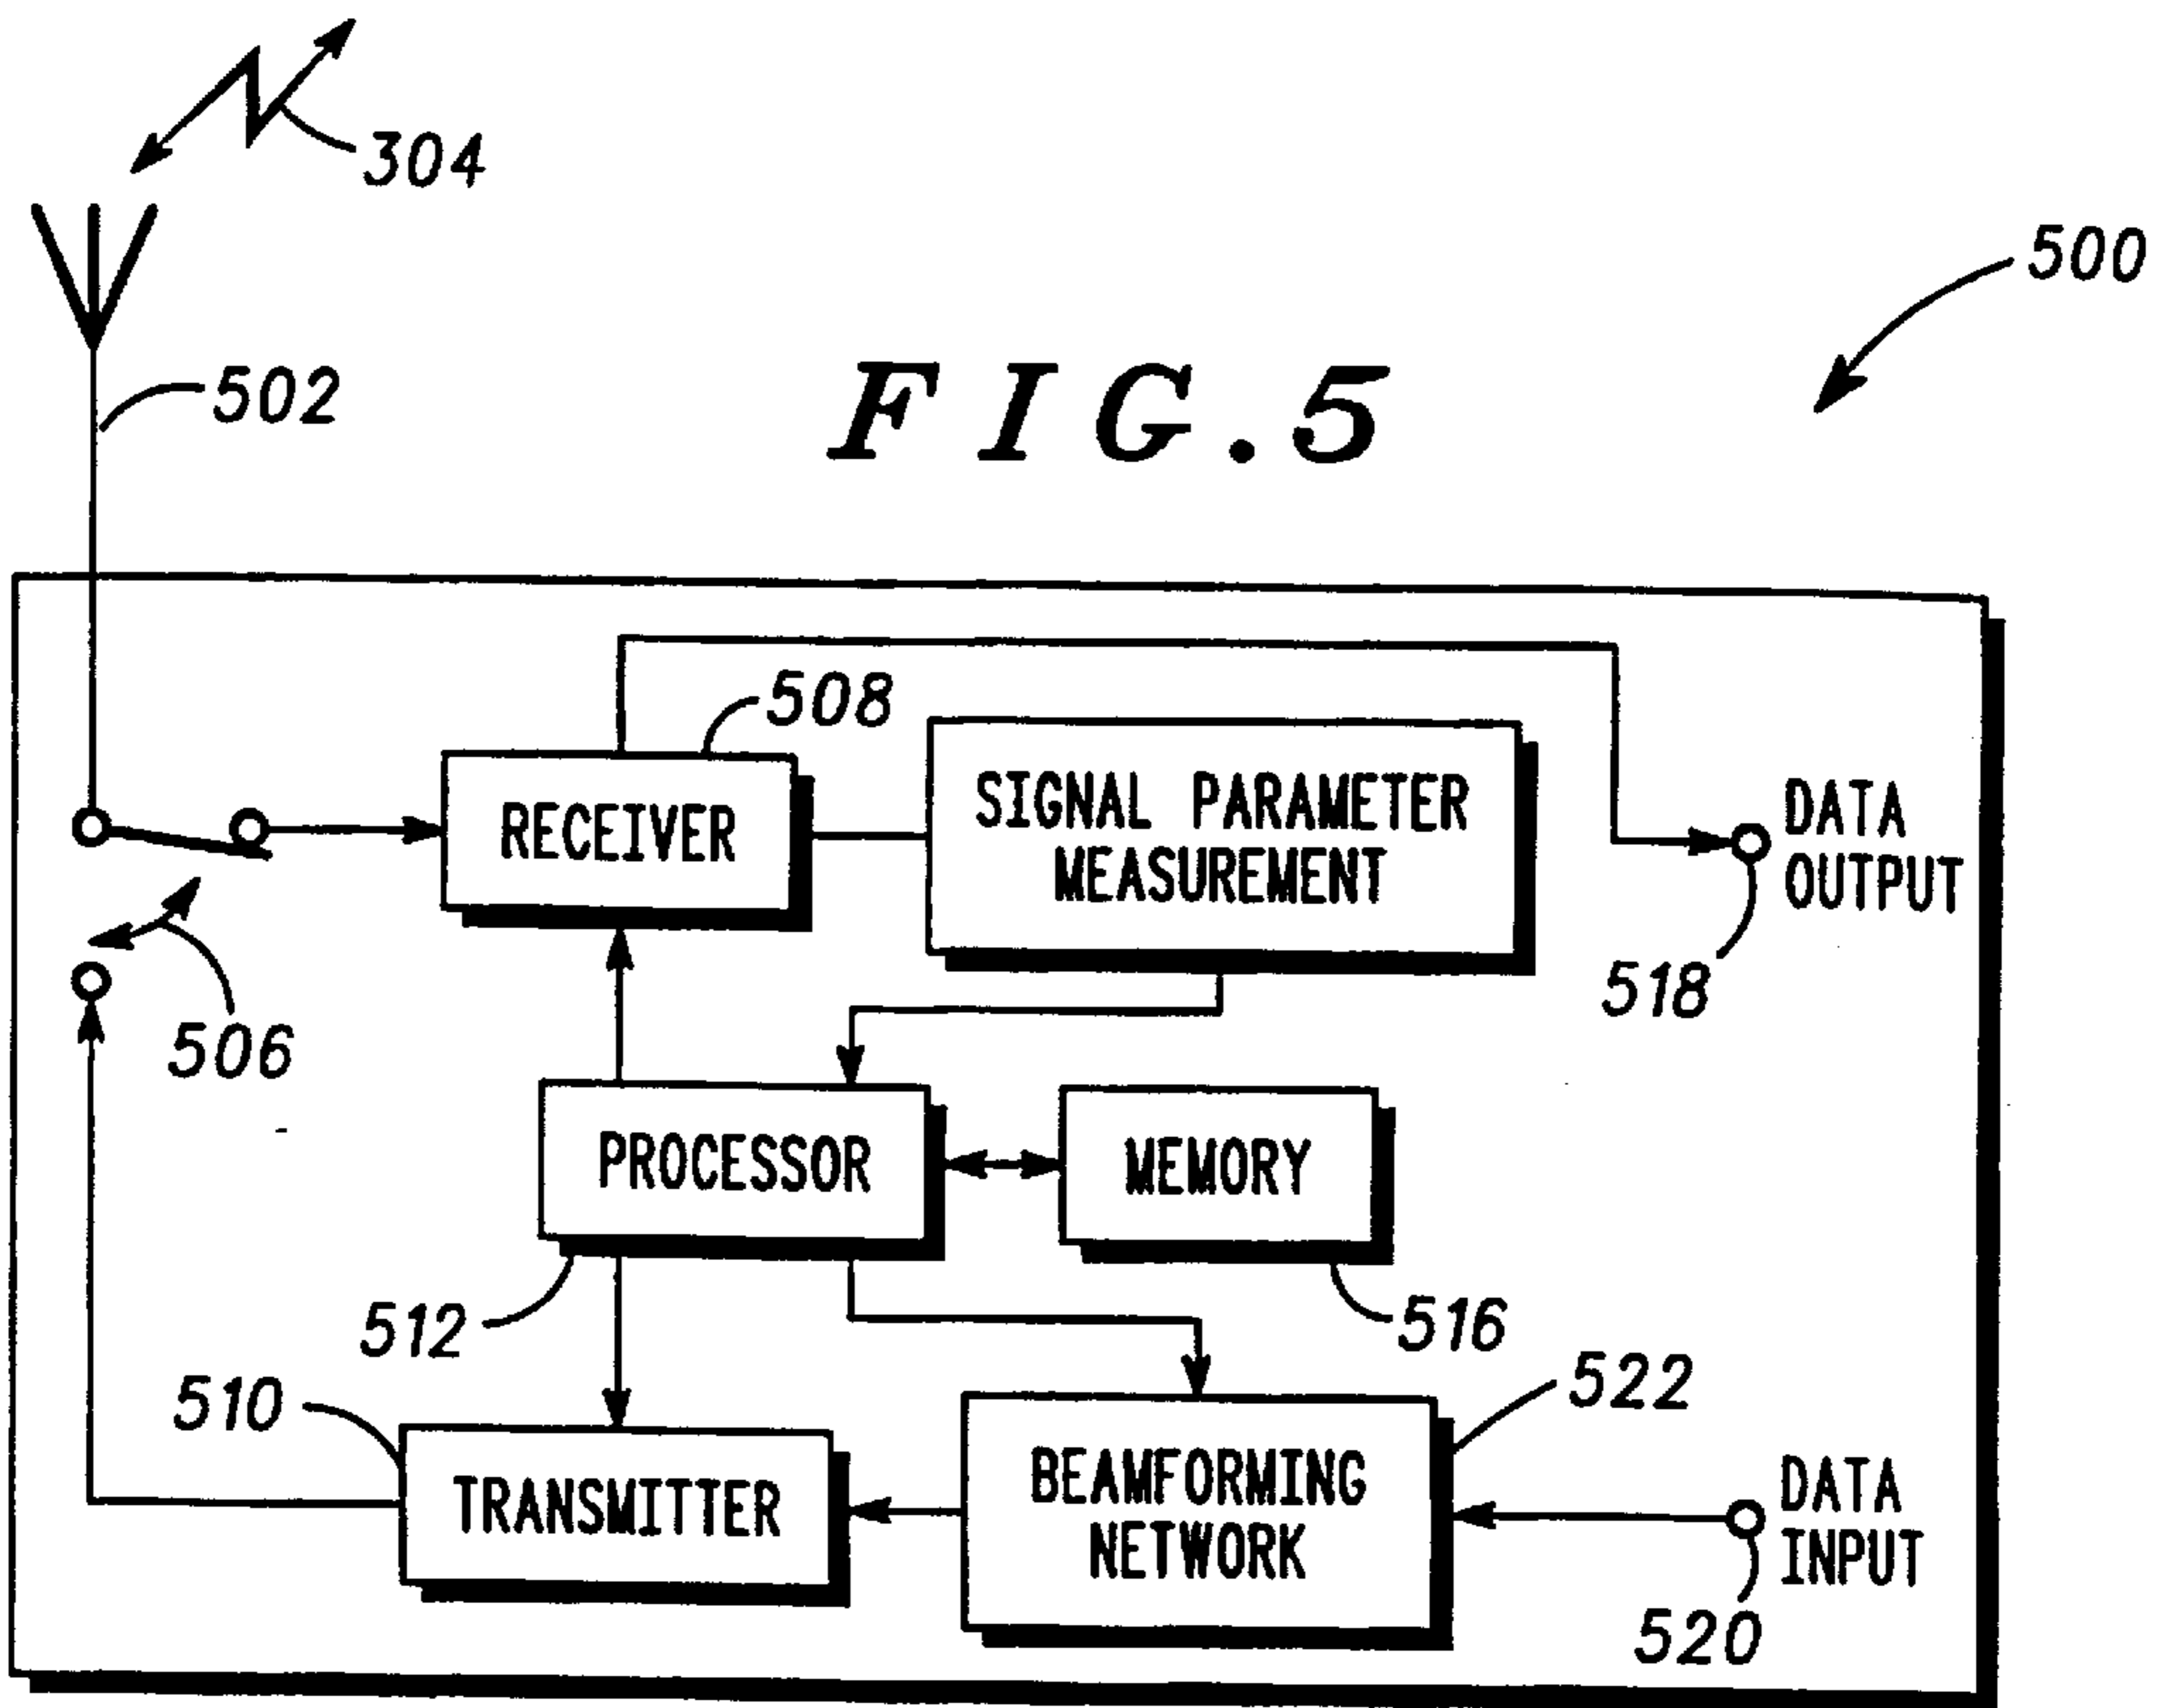 304
500
502
FIG.5
508
RECEIVER
SIGNAL PARAMETER
MEASUREMENT
DATA
OUTPUT
518
506
PROCESSOR
MEMORY
512
516
510
522
TRANSMITTER
BEAMFORMING
NETWORK
DATA
INPUT
520